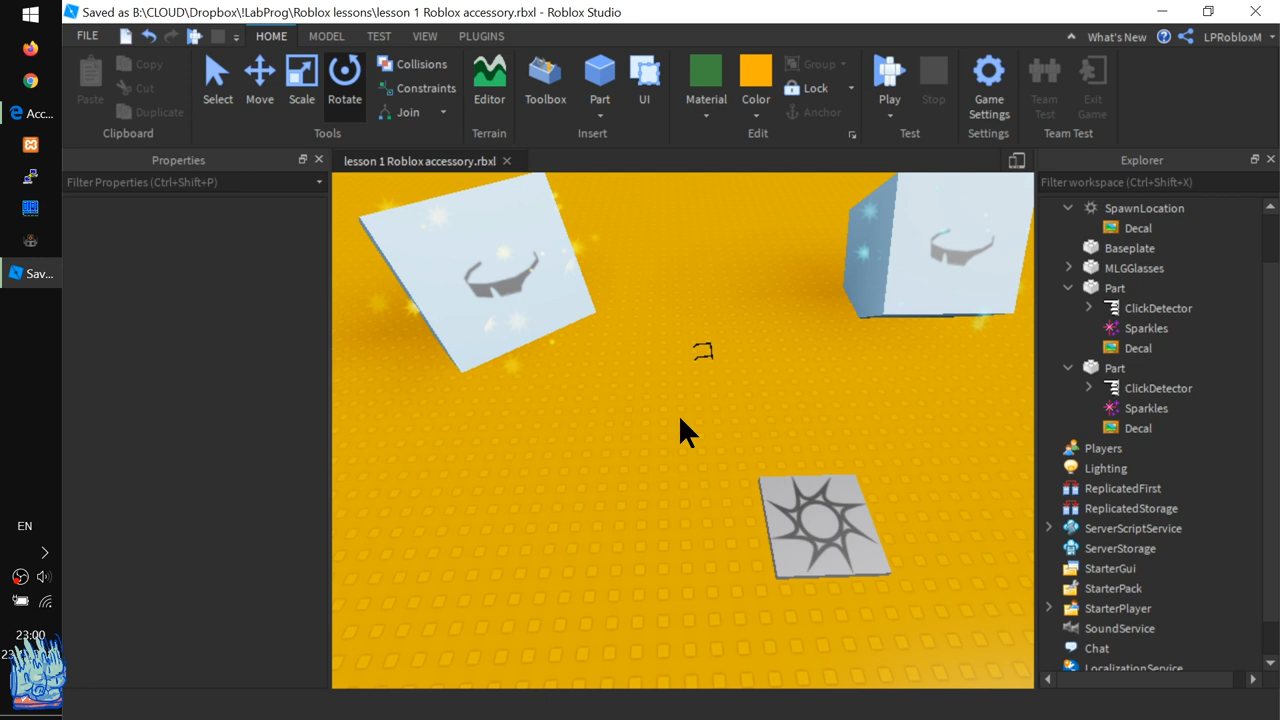 Saved as B:\CLOUD\Dropbox\!LabProg\Roblox lessons\lesson 1 Roblox accessory.rbxl - Roblox Studio
FILE HOME MODEL TEST VIEW PLUGINS What's New LPRobloxM
Paste Copy Cut Duplicate
Clipboard
Select Move Scale Rotate Collisions Constraints Join
Tools
Editor
Terrain
Toolbox Part UI
Insert
Material Color Group Lock Anchor
Edit
Play Stop
Test
Game Settings
Settings
Team Test Exit Game
Team Test
Properties
Filter Properties (Ctrl+Shift+P)
lesson 1 Roblox accessory.rbxl
Explorer
Filter workspace (Ctrl+Shift+X)
SpawnLocation
Decal
Baseplate
MLGGlasses
Part
ClickDetector
Sparkles
Decal
Part
ClickDetector
Sparkles
Decal
Players
Lighting
ReplicatedFirst
ReplicatedStorage
ServerScriptService
ServerStorage
StarterGui
StarterPack
StarterPlayer
SoundService
Chat
LocalizationService
Acc...
Sav...
EN
23:00